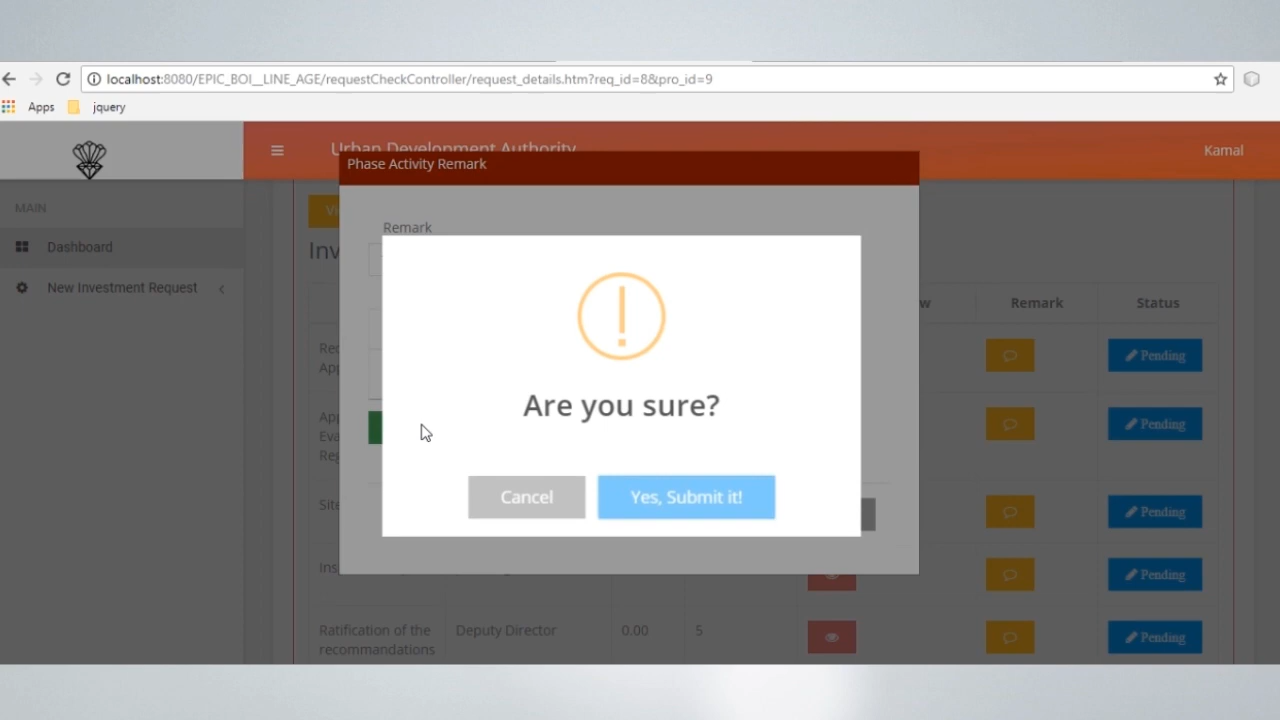 localhost:8080/EPIC_BOI__LINE_AGE/requestCheckController/request_details.htm?req_id=8&pro_id=9
Apps
jquery
Urban Development Authority
Kamal
Phase Activity Remark
MAIN
Dashboard
New Investment Request
Remark
Remark
Status
Are you sure?
Cancel
Yes, Submit it!
Pending
Pending
Pending
Pending
Ratification of the
recommendations
Deputy Director
0.00
5
Pending